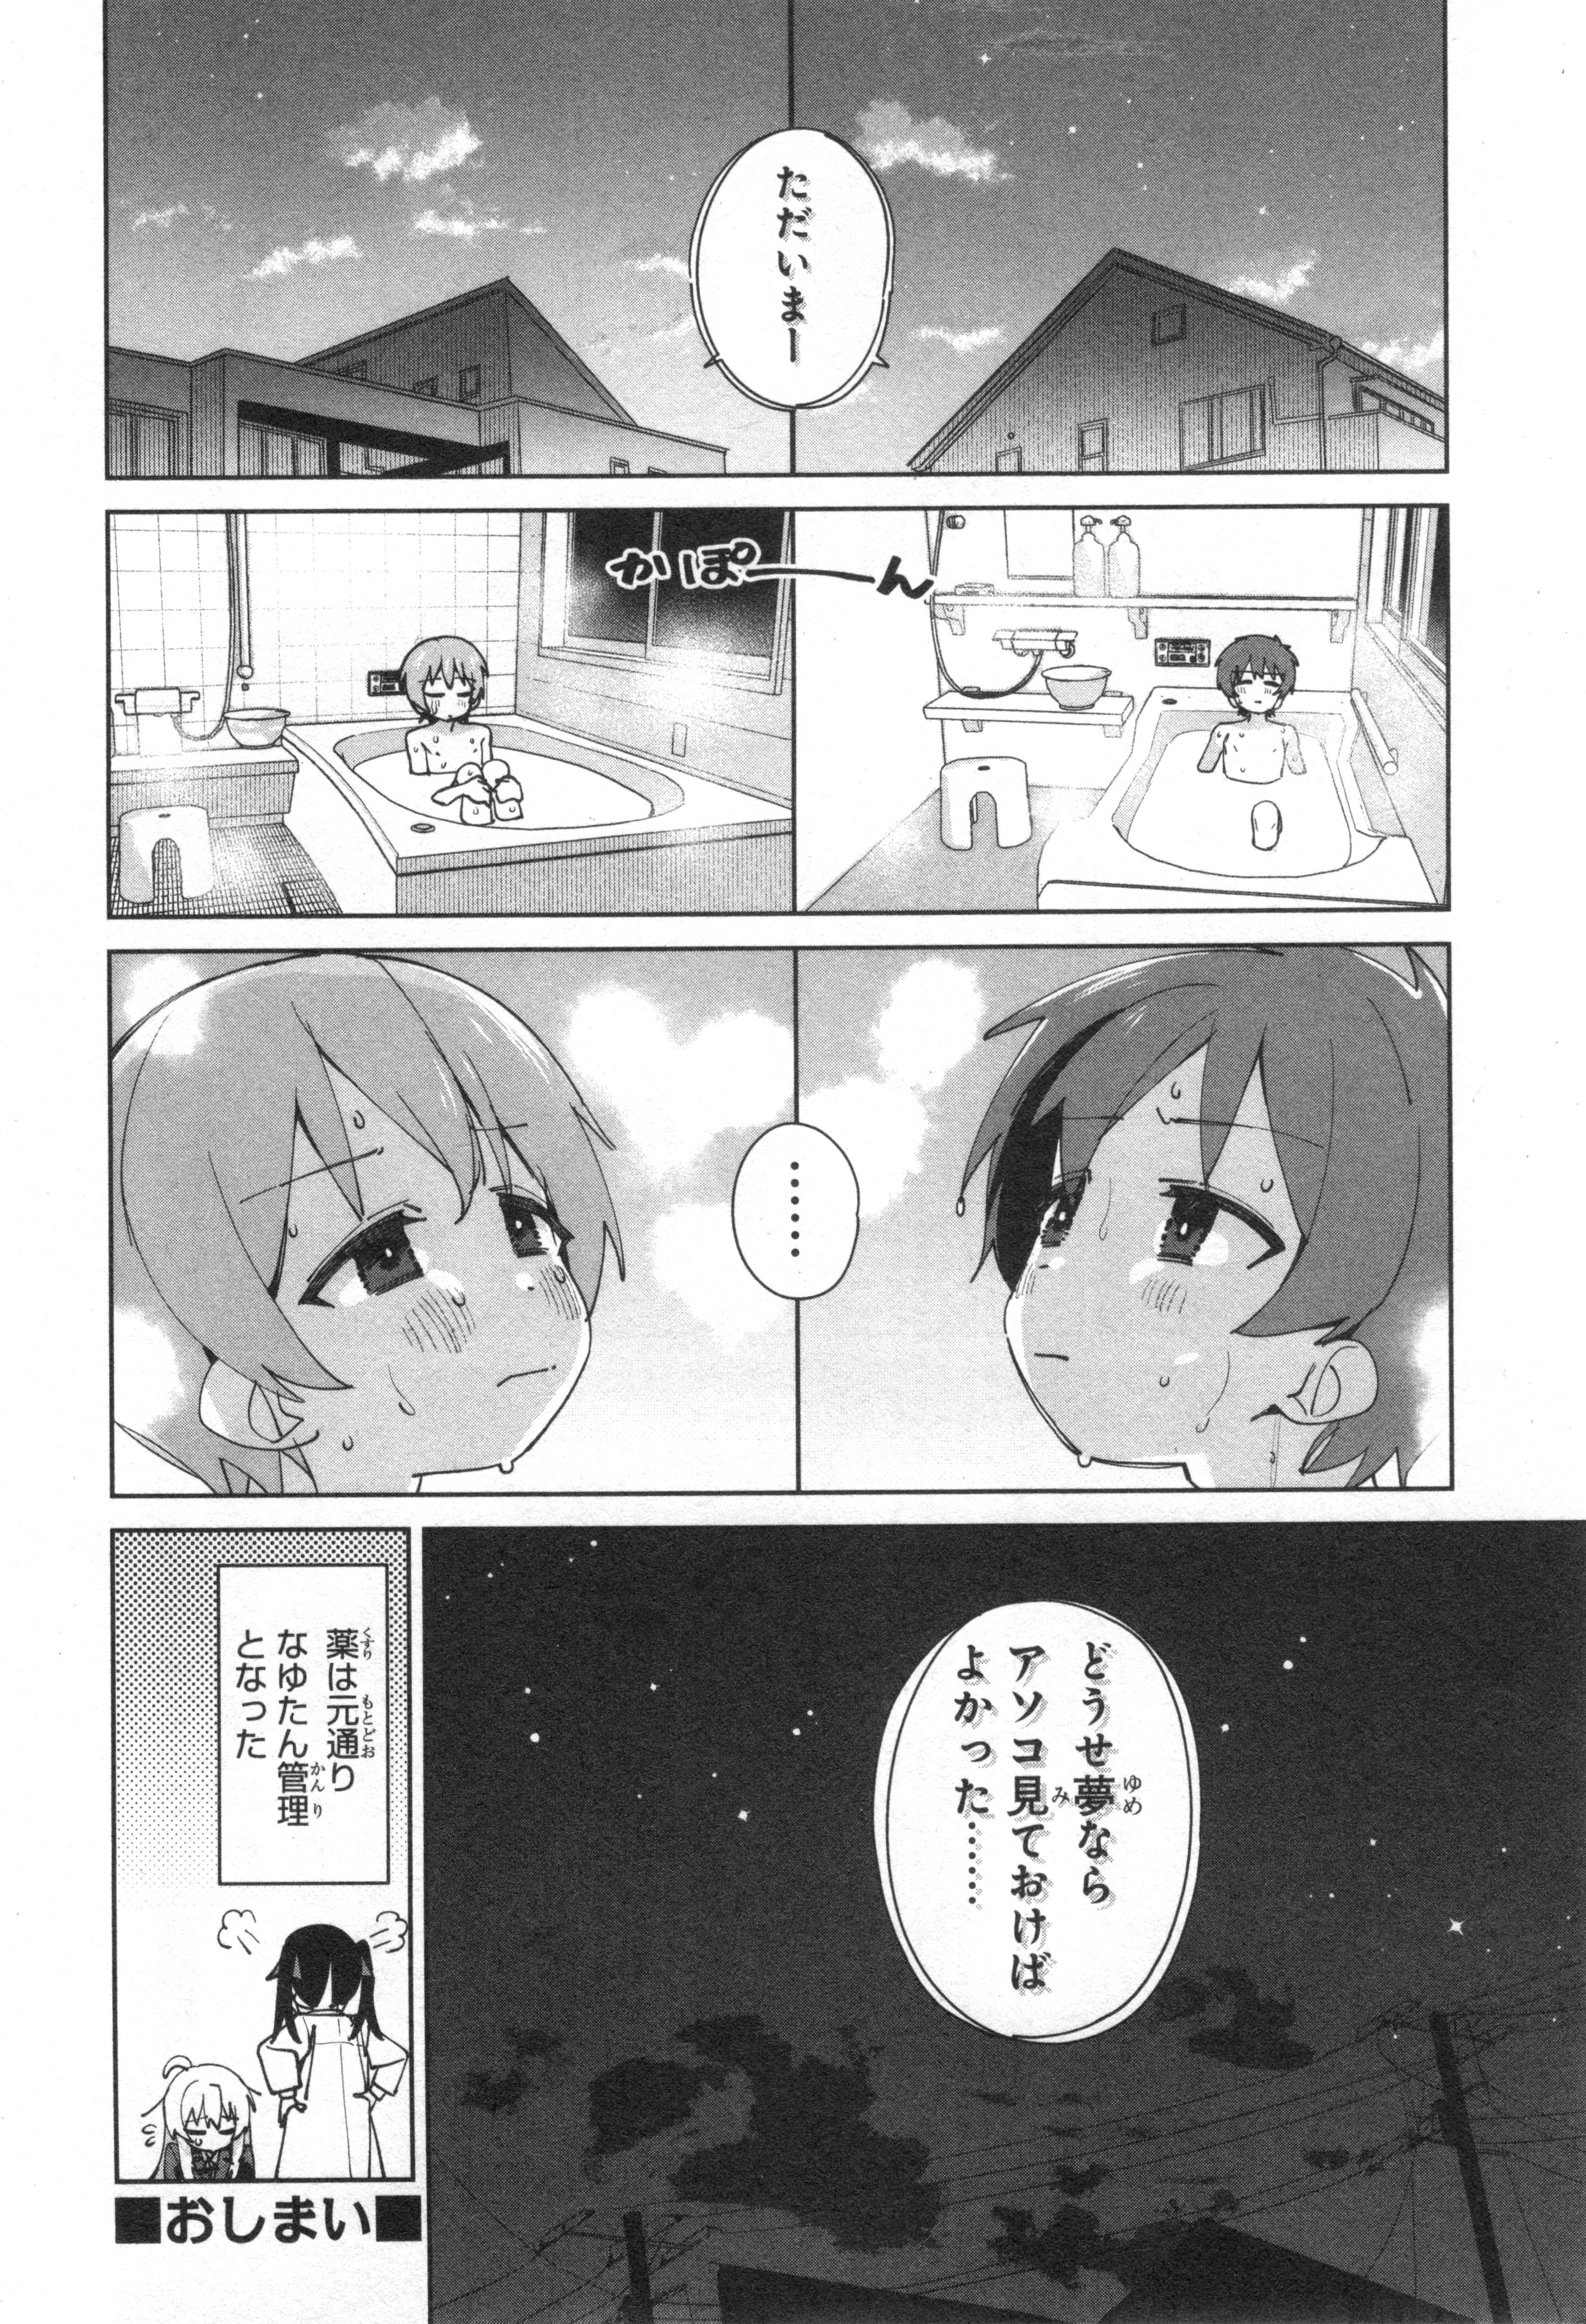 ただいまー
かぽーん
……
どうせ夢なら
アソコ見ておけば
よかった………
薬は元通り
なゆたん管理
となった
■おしまい■